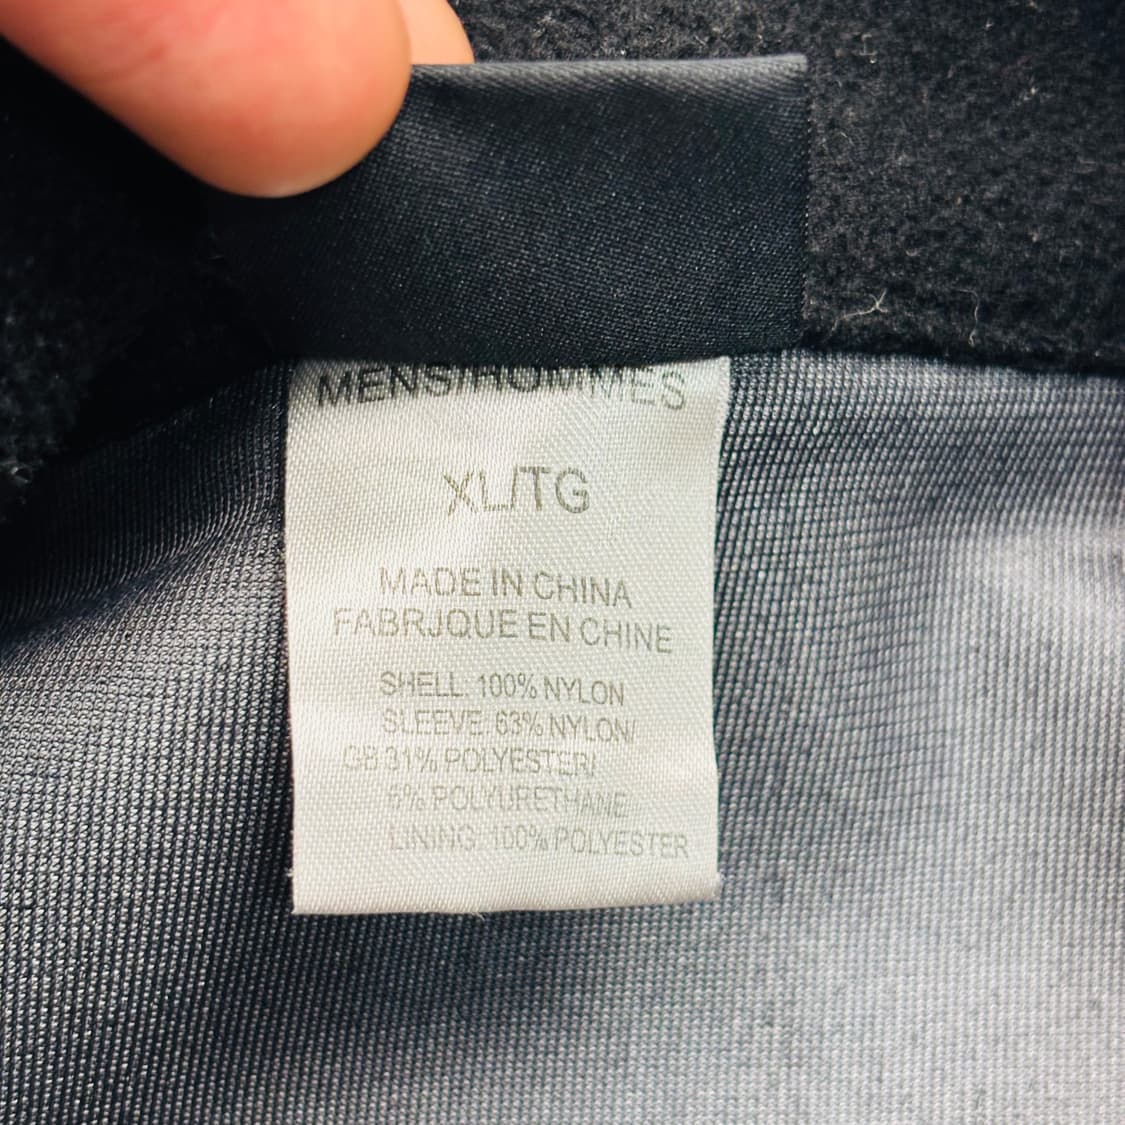 MENS/HOMMES
XL/TG
MADE IN CHINA
FABRJQUE EN CHINE
SHELL: 100% NYLON
SLEEVE: 63% NYLON/
GB 31% POLYESTER/
6% POLYURETHANE
LINING: 100% POLYESTER